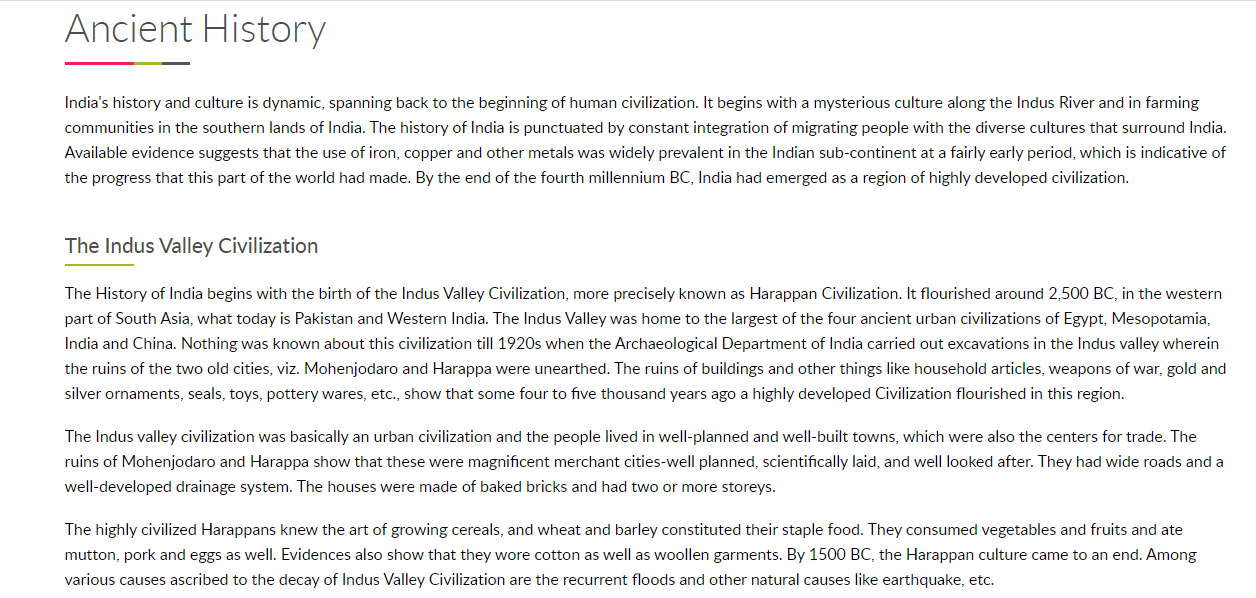 Ancient History
India's history and culture is dynamic, spanning back to the beginning of human civilization. It begins with a mysterious culture along the Indus River and in farming
communities in the southern lands of India. The history of India is punctuated by constant integration of migrating people with the diverse cultures that surround India.
Available evidence suggests that the use of iron, copper and other metals was widely prevalent in the Indian sub-continent at a fairly early period, which is indicative of
the progress that this part of the world had made. By the end of the fourth millennium BC, India had emerged as a region of highly developed civilization.
The Indus Valley Civilization
The History of India begins with the birth of the Indus Valley Civilization, more precisely known as Harappan Civilization. It flourished around 2,500 BC, in the western
part of South Asia, what today is Pakistan and Western India. The Indus Valley was home to the largest of the four ancient urban civilizations of Egypt, Mesopotamia,
India and China. Nothing was known about this civilization till 1920s when the Archaeological Department of India carried out excavations in the Indus valley wherein
the ruins of the two old cities, viz. Mohenjodaro and Harappa were unearthed. The ruins of buildings and other things like household articles, weapons of war, gold and
silver ornaments, seals, toys, pottery wares, etc., show that some four to five thousand years ago a highly developed Civilization flourished in this region.
The Indus valley civilization was basically an urban civilization and the people lived in well-planned and well-built towns, which were also the centers for trade. The
ruins of Mohenjodaro and Harappa show that these were magnificent merchant cities-well planned, scientifically laid, and well looked after. They had wide roads and a
well-developed drainage system. The houses were made of baked bricks and had two or more storeys.
The highly civilized Harappans knew the art of growing cereals, and wheat and barley constituted their staple food. They consumed vegetables and fruits and ate
mutton, pork and eggs as well. Evidences also show that they wore cotton as well as woollen garments. By 1500 BC, the Harappan culture came to an end. Among
various causes ascribed to the decay of Indus Valley Civilization are the recurrent floods and other natural causes like earthquake, etc.